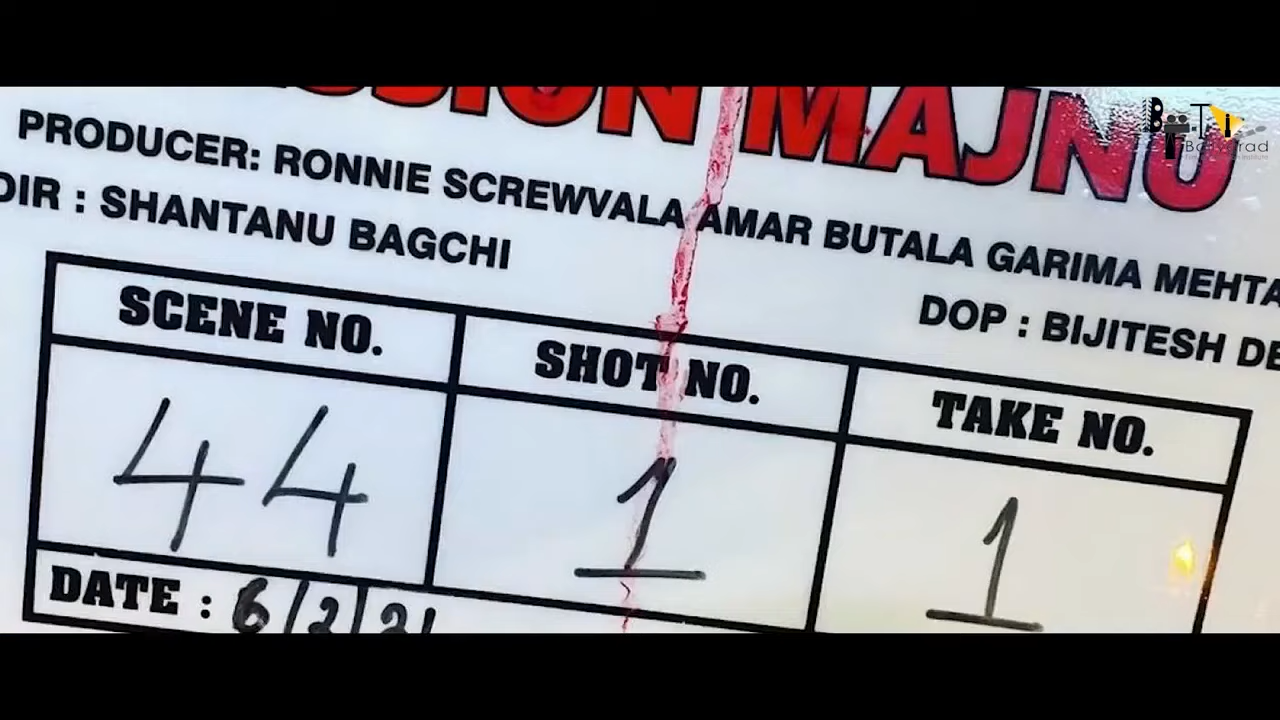 MAJNU
PRODUCER: RONNIE SCREWVALA AMAR BUTALA GARIMA MEHTA
DIR : SHANTANU BAGCHI
DOP : BIJITESH DE
SCENE NO. SHOT NO. TAKE NO.
44 1 1
DATE : 6/2/21